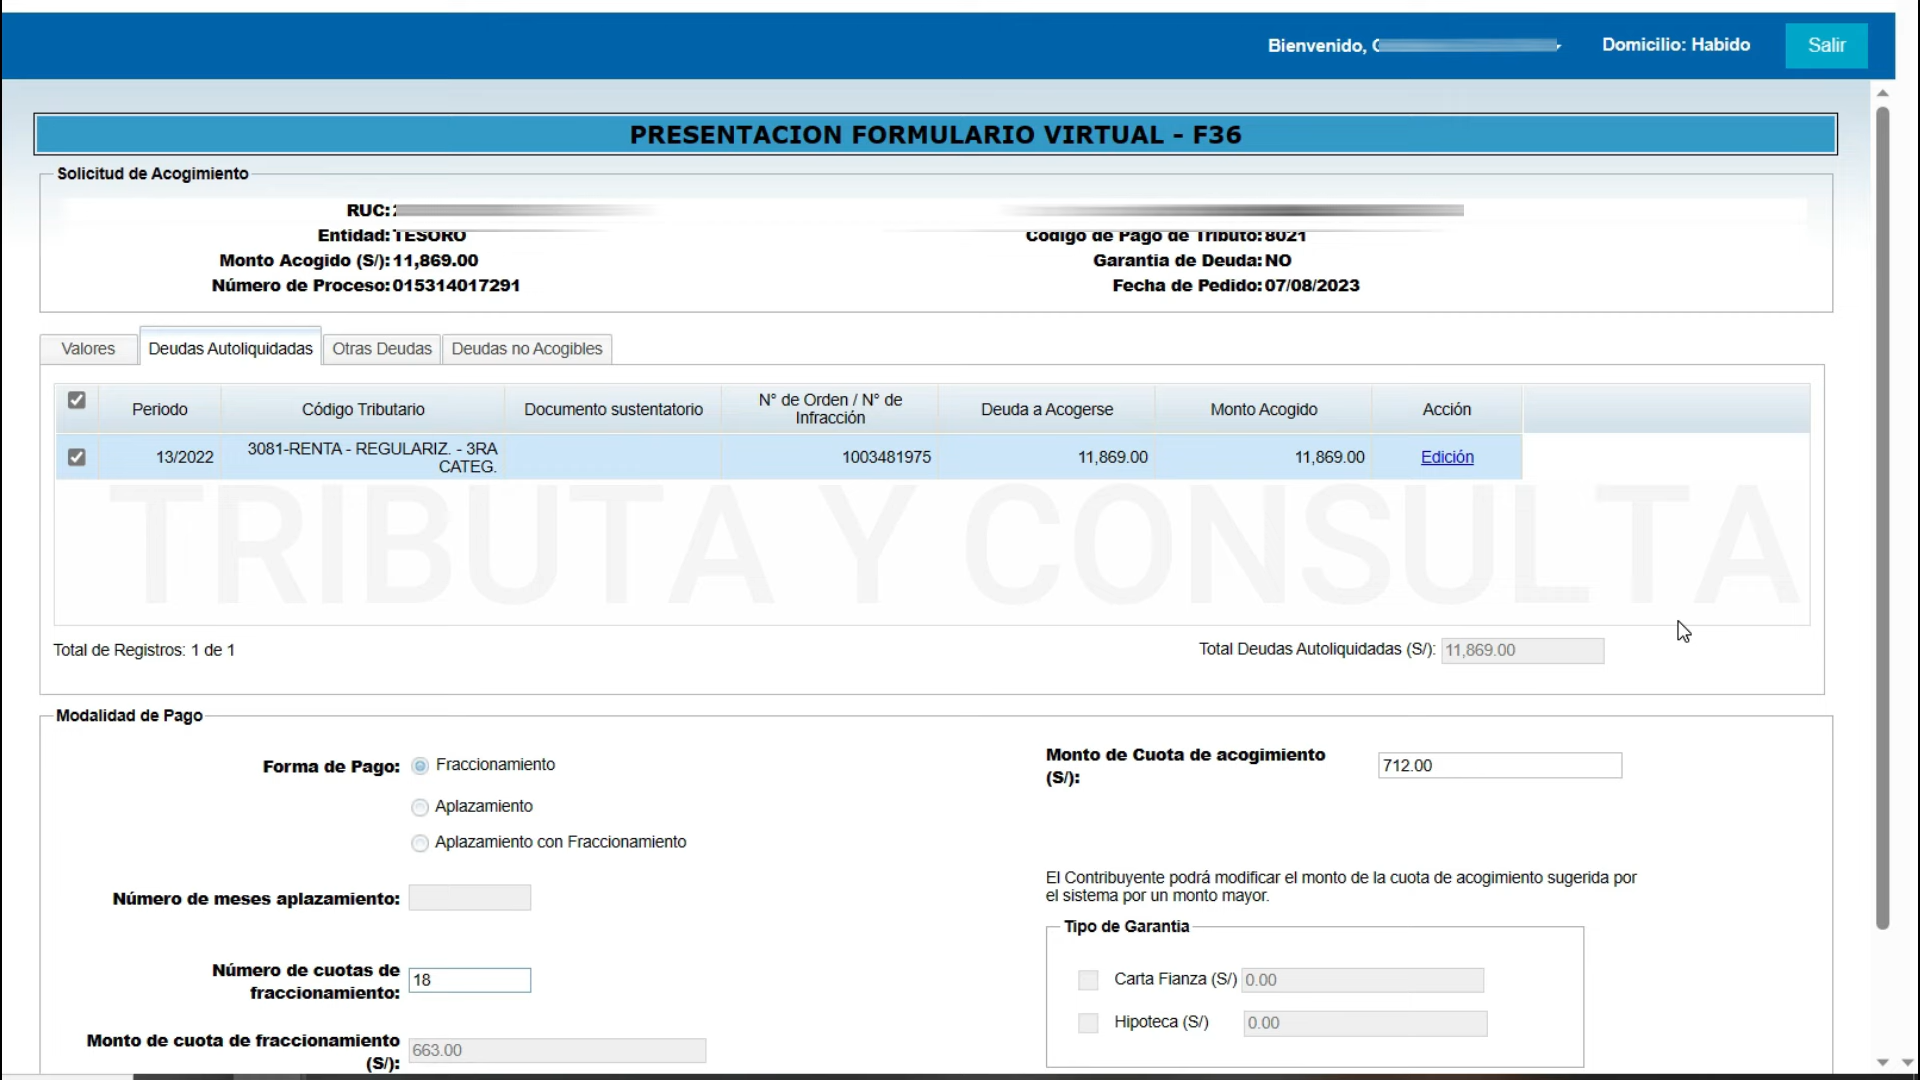 Bienvenido, Domicilio: Habido Salir
PRESENTACION FORMULARIO VIRTUAL - F36
Solicitud de Acogimiento
RUC:
Entidad: TESORO Código de Pago de Tributo: 8021
Monto Acogido (S/): 11,869.00 Garantia de Deuda: NO
Número de Proceso: 015314017291 Fecha de Pedido: 07/08/2023
Valores Deudas Autoliquidadas Otras Deudas Deudas no Acogibles
Periodo Código Tributario Documento sustentatorio N° de Orden / N° de Infracción Deuda a Acogerse Monto Acogido Acción
13/2022 3081-RENTA - REGULARIZ. - 3RA CATEG. 1003481975 11,869.00 11,869.00 Edición
TRIBUTA Y CONSULTA
Total de Registros: 1 de 1 Total Deudas Autoliquidadas (S/): 11,869.00
Modalidad de Pago
Forma de Pago: Fraccionamiento
Aplazamiento
Aplazamiento con Fraccionamiento
Número de meses aplazamiento:
Número de cuotas de
fraccionamiento: 18
Monto de cuota de fraccionamiento
(S/): 663.00
Monto de Cuota de acogimiento
(S/): 712.00
El Contribuyente podrá modificar el monto de la cuota de acogimiento sugerida por
el sistema por un monto mayor.
Tipo de Garantia
Carta Fianza (S/) 0.00
Hipoteca (S/) 0.00